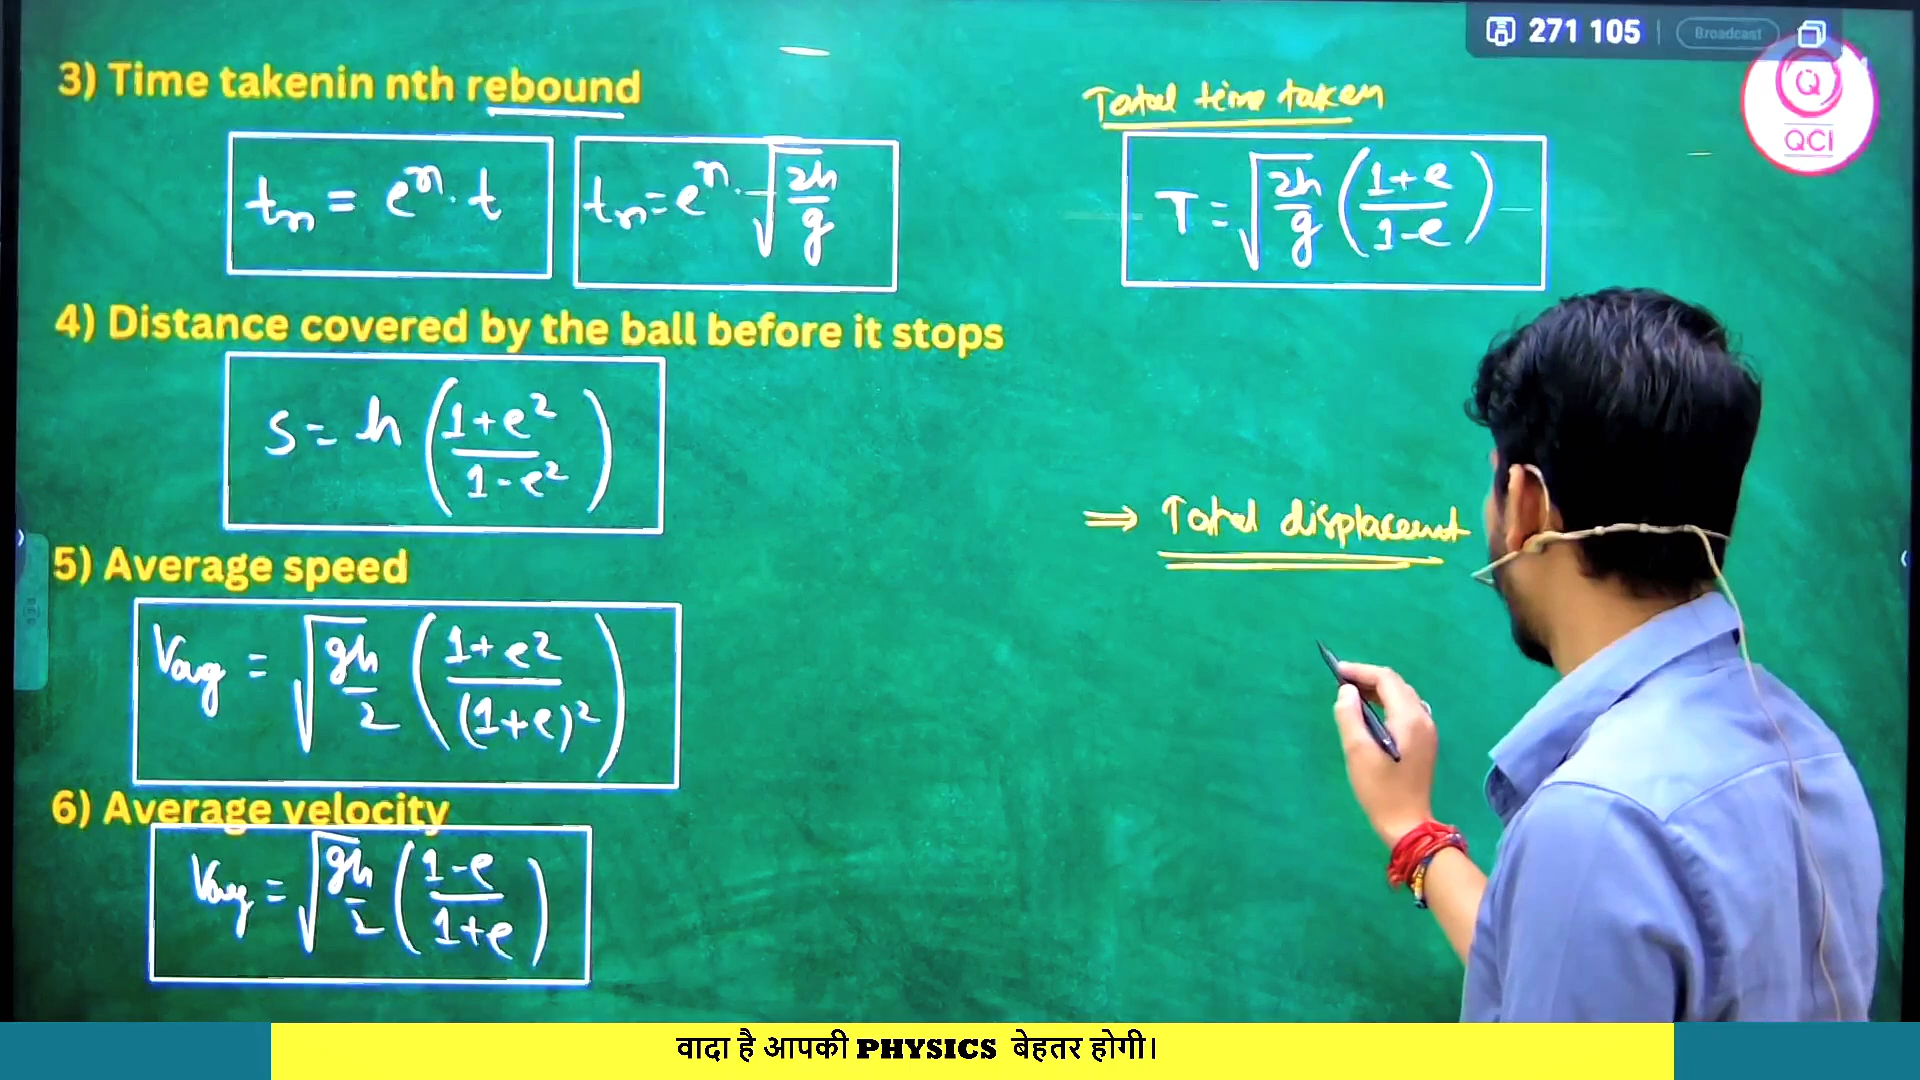 271 105
Broadcast
QCI
3) Time takenin nth rebound
tₙ = eⁿ · t
tₙ = eⁿ · √(2h/g)
Total time taken
T = √(2h/g) ((1+e)/(1-e))
4) Distance covered by the ball before it stops
S = h ((1+e²)/(1-e²))
⇒ Total displacement
5) Average speed
Vavg = √(gh/2) ((1+e²)/(1+e)²)
6) Average velocity
Vavg = √(gh/2) ((1-e)/(1+e))
वादा है आपकी PHYSICS बेहतर होगी।